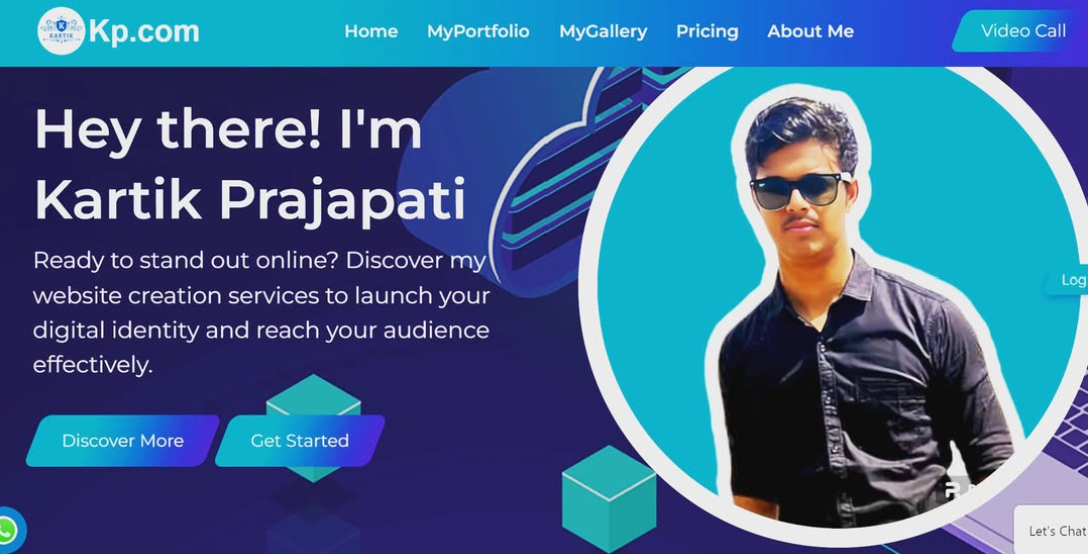 KARTIK
Kp.com
Home
MyPortfolio
MyGallery
Pricing
About Me
Video Call
Hey there! I'm
Kartik Prajapati
Ready to stand out online? Discover my
website creation services to launch your
digital identity and reach your audience
effectively.
Discover More
Get Started
Log
Let's Chat